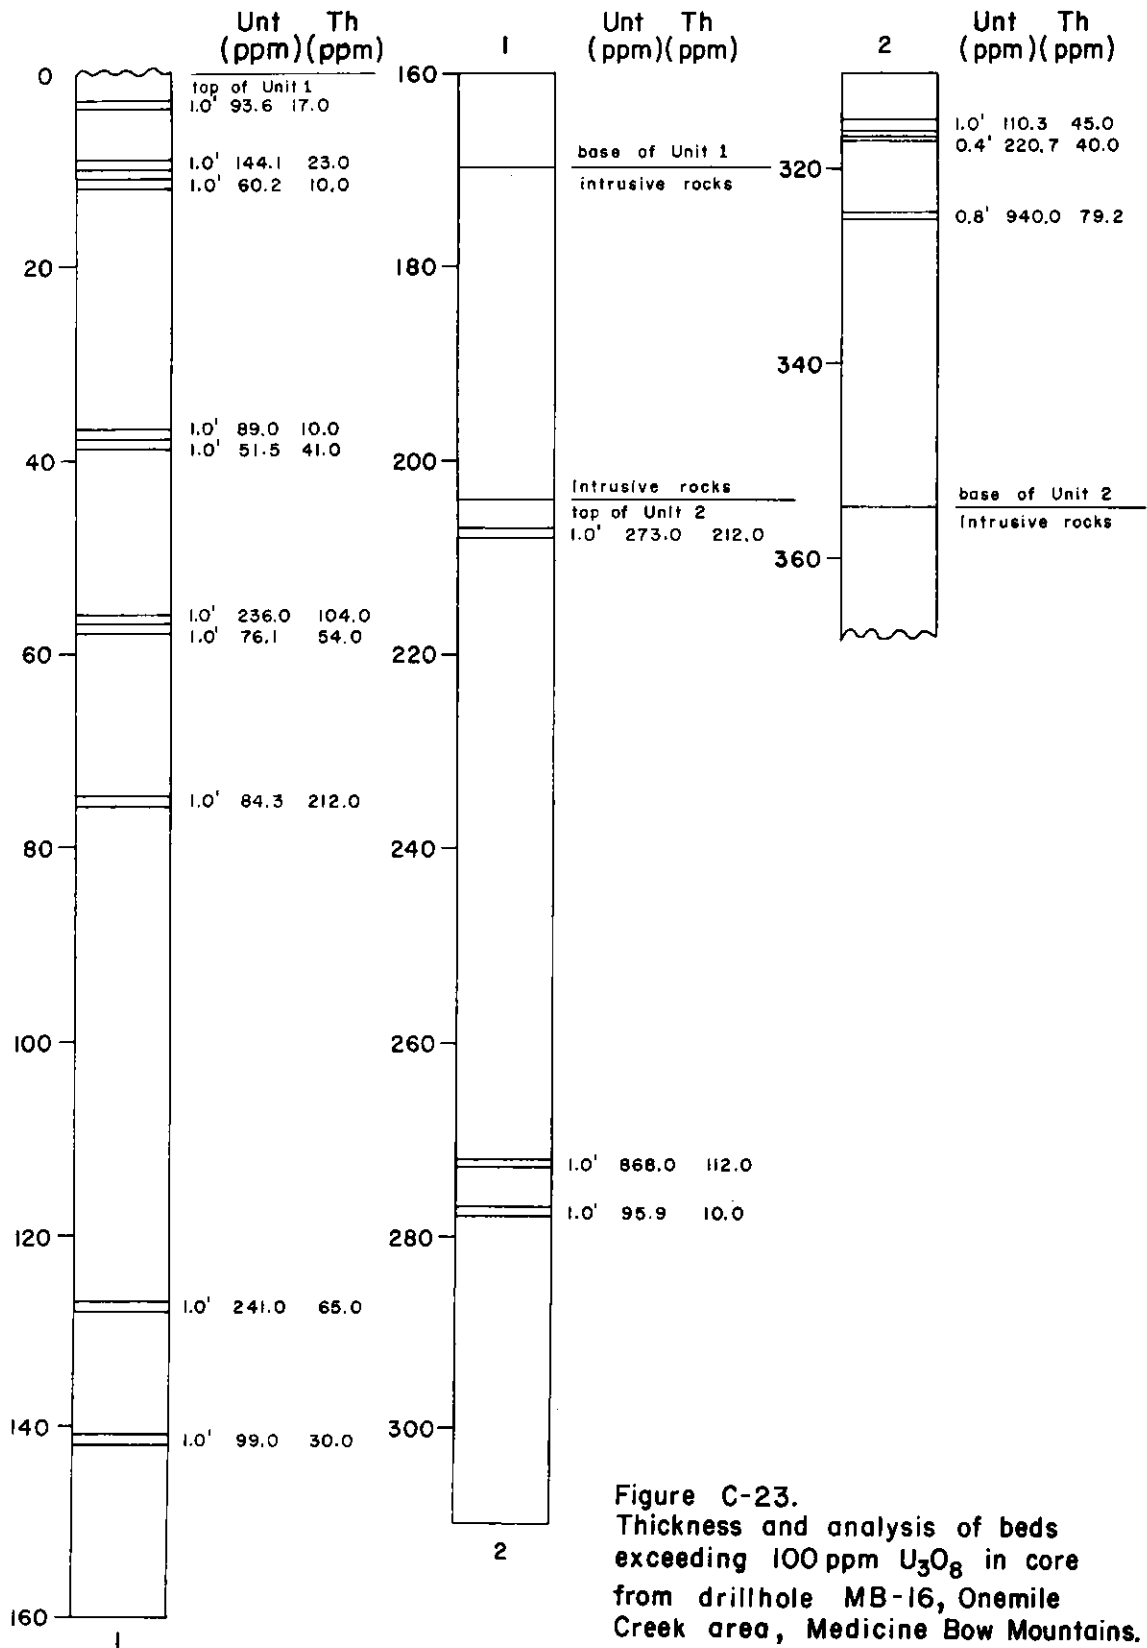 Unt Th
(ppm)(ppm)
0
top of Unit 1
1.0' 93.6 17.0
1.0' 144.1 23.0
1.0' 60.2 10.0
20
1.0' 89.0 10.0
1.0' 51.5 41.0
40
1.0' 236.0 104.0
1.0' 76.1 54.0
60
1.0' 84.3 212.0
80
100
120
1.0' 241.0 65.0
140
1.0' 99.0 30.0
160
1
1
Unt Th
(ppm)(ppm)
160
base of Unit 1
intrusive rocks
180
200
intrusive rocks
top of Unit 2
1.0' 273.0 212.0
220
240
260
1.0' 868.0 112.0
1.0' 95.9 10.0
280
300
2
2
Unt Th
(ppm)(ppm)
1.0' 110.3 45.0
0.4' 220.7 40.0
320
0.8' 940.0 79.2
340
base of Unit 2
intrusive rocks
360
Figure C-23.
Thickness and analysis of beds
exceeding 100 ppm U₃O₈ in core
from drillhole MB-16, Onemile
Creek area, Medicine Bow Mountains.